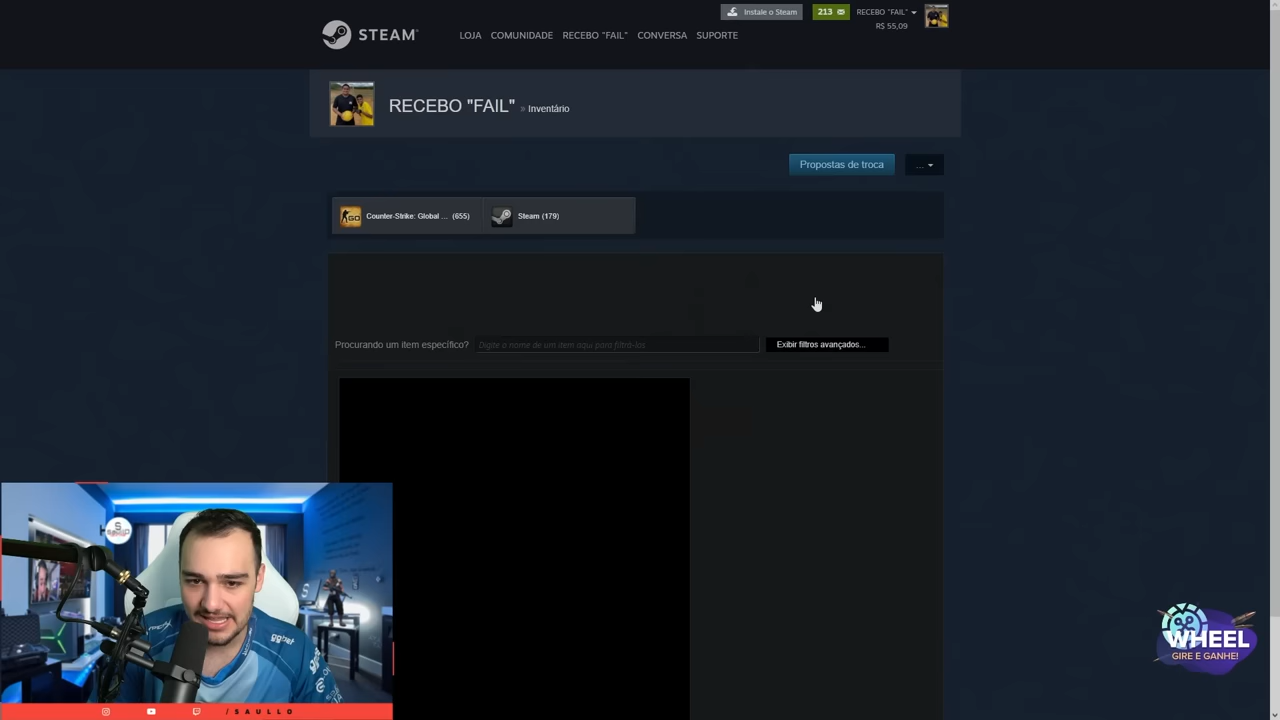 Instale o Steam
213
RECEBO "FAIL"
R$ 55,09
STEAM
LOJA COMUNIDADE RECEBO "FAIL" CONVERSA SUPORTE
RECEBO "FAIL" » Inventário
Propostas de troca
...
Counter-Strike: Global ... (655)
Steam (179)
Procurando um item específico?
Digite o nome de um item aqui para filtrá-los
Exibir filtros avançados...
ggbet
WHEEL
GIRE E GANHE!
/SAULLO